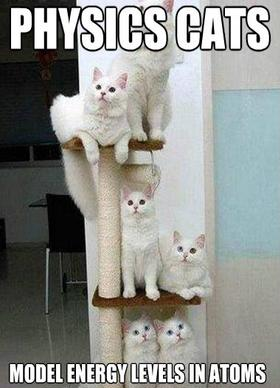 PHYSICS CATS
MODEL ENERGY LEVELS IN ATOMS